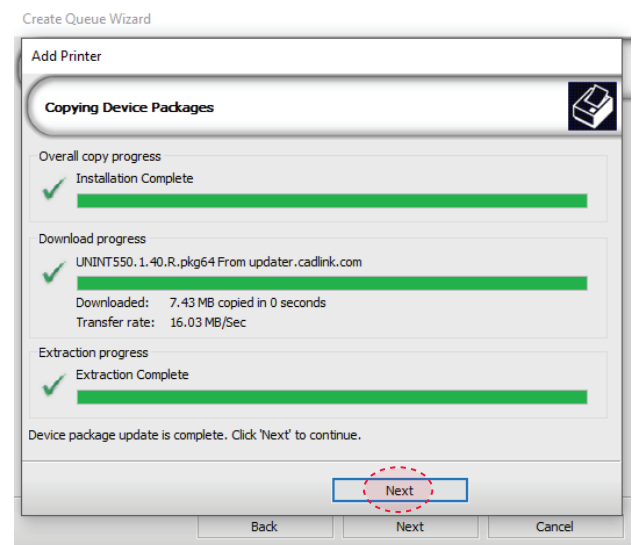 Create Queue Wizard
Add Printer
Copying Device Packages
Overall copy progress
Installation Complete
Download progress
UNINT550.1.40.R.pkg64 From updater.cadlink.com
Downloaded: 7.43 MB copied in 0 seconds
Transfer rate: 16.03 MB/Sec
Extraction progress
Extraction Complete
Device package update is complete. Click 'Next' to continue.
Next
Back Next Cancel